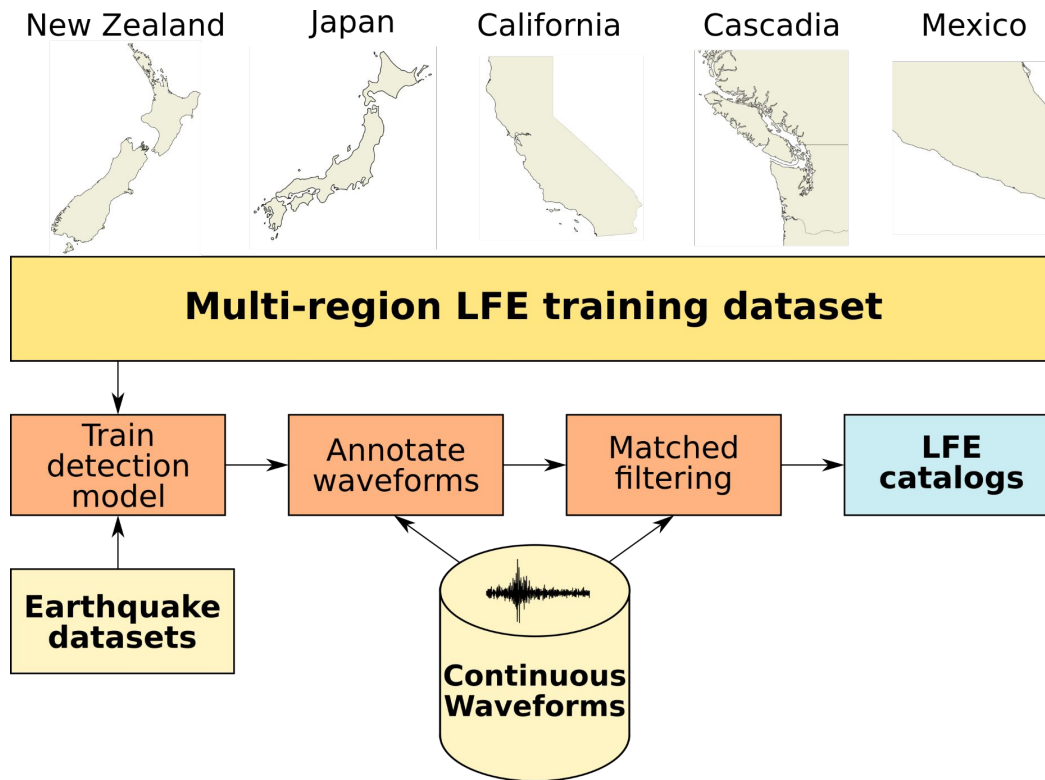 New Zealand
Japan
California
Cascadia
Mexico
Multi-region LFE training dataset
Train
detection
model
Annotate
waveforms
Matched
filtering
LFE
catalogs
Earthquake
datasets
Continuous
Waveforms